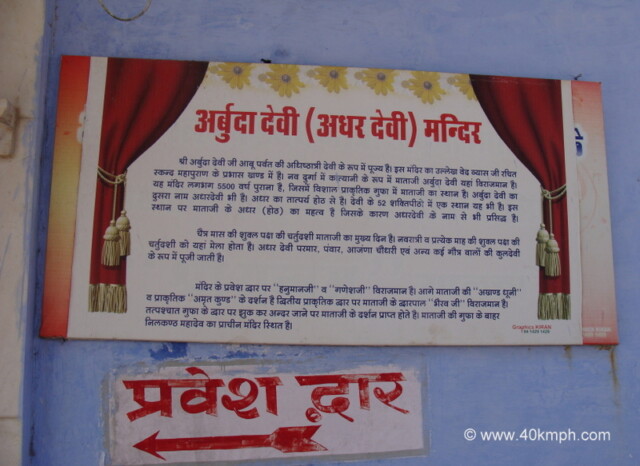 अर्बुदा देवी (अधर देवी) मन्दिर
श्री अर्बुदा देवी जी आबू पर्वत की अधिष्ठात्री देवी के रूप में पूज्य है। इस मंदिर का उल्लेख वेद व्यास जी रचित
स्कन्द महापुराण के प्रभास खण्ड में है। नव दुर्गा में कात्यानी के रूप में माताजी अर्बुदा देवी यहां विराजमान है।
यह मंदिर लगभग 5500 वर्ष पुराना है, जिसमें विशाल प्राकृतिक गुफा में माताजी का स्थान है। अर्बुदा देवी का
दुसरा नाम अधरदेवी भी है। अधर का तात्पर्य होठ से है। देवी के 52 शक्तिपीठों में एक स्थान यह भी है। इस
स्थान पर माताजी के अधर (होठ) का महत्व है जिसके कारण अधरदेवी के नाम से भी प्रसिद्ध है।
चैत्र मास की शुक्ल पक्ष की चतुर्दशी माताजी का मुख्य दिन है। नवरात्री व प्रत्येक माह की शुक्ल पक्ष की
चतुर्दशी को यहां मेला होता है। अधर देवी परमार, पंवार, आजणा चौधरी एवं अन्य कई गौत्र वालों की कुलदेवी
के रूप में पूजी जाती है।
मंदिर के प्रवेश द्वार पर "हनुमानजी" व "गणेशजी" विराजमान है। आगे माताजी की "अखण्ड धूनी"
व प्राकृतिक "अमृत कुण्ड" के दर्शन है द्वितीय प्राकृतिक द्वार पर माताजी के द्वारपाल "भैरव जी" विराजमान है।
तत्पश्चात गुफा के द्वार पर झुक कर अन्दर जाने पर माताजी के दर्शन प्राप्त होते है। माताजी की गुफा के बाहर
निलकण्ठ महादेव का प्राचीन मंदिर स्थित है।
Graphics KIRAN
प्रवेश द्वार
© www.40kmph.com